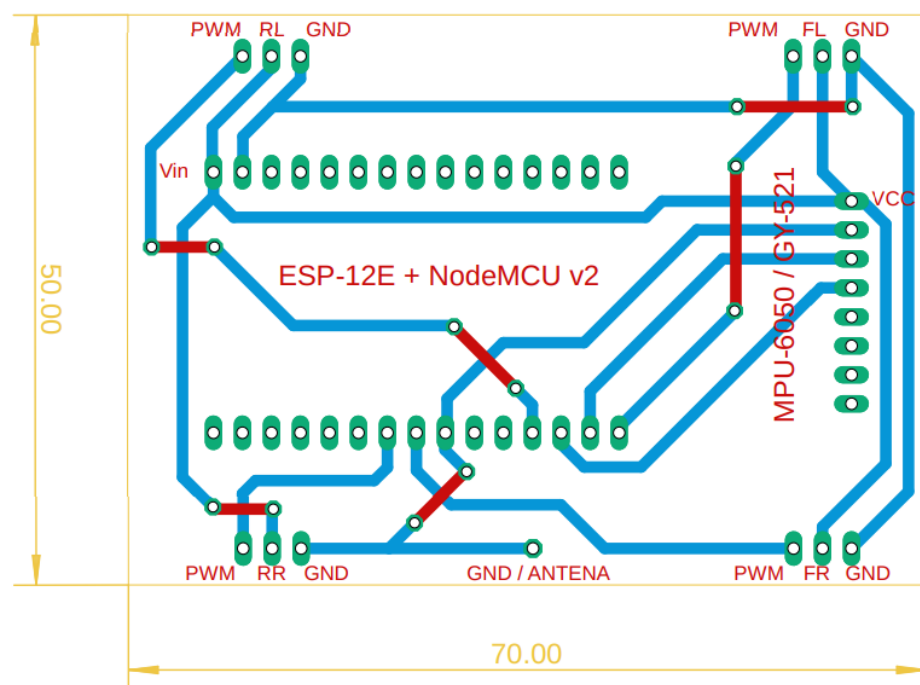 PWM RL GND
PWM FL GND
Vin
VCC
ESP-12E + NodeMCU v2
MPU-6050 / GY-521
50.00
PWM RR GND
GND / ANTENA
PWM FR GND
70.00